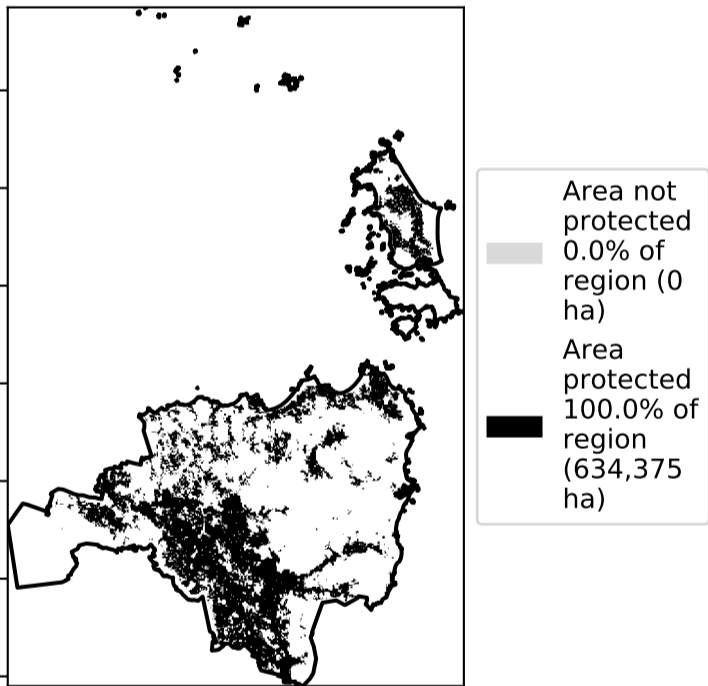 Area not
protected
0.0% of
region (0
ha)
Area
protected
100.0% of
region
(634,375
ha)